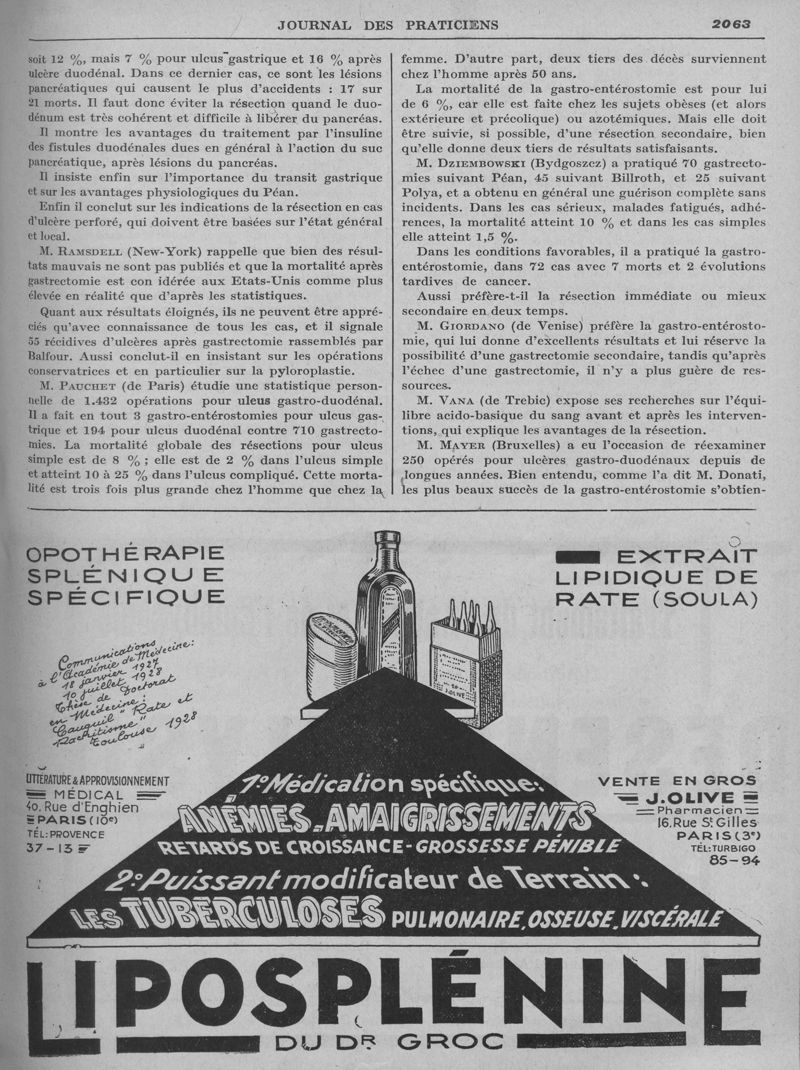 JOURNAL DES PRATICIENS
2063
soit 12 %, mais 7 % pour ulcus gastrique et 16 % après
ulcère duodénal. Dans ce dernier cas, ce sont les lésions
pancréatiques qui causent le plus d'accidents : 17 sur
21 morts. Il faut donc éviter la résection quand le duo-
dénum est très cohérent et difficile à libérer du pancréas.
Il montre les avantages du traitement par l'insuline
des fistules duodénales dues en général à l'action du suc
pancréatique, après lésions du pancréas.
Il insiste enfin sur l'importance du transit gastrique
et sur les avantages physiologiques du Péan.
Enfin il conclut sur les indications de la résection en cas
d'ulcère perforé, qui doivent être basées sur l'état général
et local.
M. RAMSDELL (New-York) rappelle que bien des résul-
tats mauvais ne sont pas publiés et que la mortalité après
gastrectomie est con idérée aux Etats-Unis comme plus
élevée en réalité que d'après les statistiques.
Quant aux résultats éloignés, ils ne peuvent être appré-
ciés qu'avec connaissance de tous les cas, et il signale
55 récidives d'ulcères après gastrectomie rassemblés par
Balfour. Aussi conclut-il en insistant sur les opérations
conservatrices et en particulier sur la pyloroplastie.
M. PAUCHET (de Paris) étudie une statistique person-
nelle de 1.432 opérations pour uleus gastro-duodénal.
Il a fait en tout 3 gastro-entérostomies pour ulcus gas-
trique et 194 pour ulcus duodénal contre 710 gastrecto-
mies. La mortalité globale des résections pour ulcus
simple est de 8 % ; elle est de 2 % dans l'ulcus simple
et atteint 10 à 25 % dans l'ulcus compliqué. Cette morta-
lité est trois fois plus grande chez l'homme que chez la
femme. D'autre part, deux tiers des décès surviennent
chez l'homme après 50 ans.
La mortalité de la gastro-entérostomie est pour lui
de 6 %, car elle est faite chez les sujets obèses (et alors
extérieure et précolique) ou azotémiques. Mais elle doit
être suivie, si possible, d'une résection secondaire, bien
qu'elle donne deux tiers de résultats satisfaisants.
M. DZIEMBOWSKI (Bydgoszcz) a pratiqué 70 gastrecto-
mies suivant Péan, 45 suivant Billroth, et 25 suivant
Polya, et a obtenu en général une guérison complète sans
incidents. Dans les cas sérieux, malades fatigués, adhé-
rences, la mortalité atteint 10 % et dans les cas simples
elle atteint 1,5 %.
Dans les conditions favorables, il a pratiqué la gastro-
entérostomie, dans 72 cas avec 7 morts et 2 évolutions
tardives de cancer.
Aussi préfère-t-il la résection immédiate ou mieux
secondaire en deux temps.
M. GIORDANO (de Venise) préfère la gastro-entérosto-
mie, qui lui donne d'excellents résultats et lui réserve la
possibilité d'une gastrectomie secondaire, tandis qu'après
l'échec d'une gastrectomie, il n'y a plus guère de res-
sources.
M. VANA (de Trebic) expose ses recherches sur l'équi-
libre acido-basique du sang avant et après les interven-
tions, qui explique les avantages de la résection.
M. MAYER (Bruxelles) a eu l'occasion de réexaminer
250 opérés pour ulcères gastro-duodénaux depuis de
longues années. Bien entendu, comme l'a dit M. Donati,
les plus beaux succès de la gastro-entérostomie s'obtien-
OPOTHÉRAPIE
SPLÉNIQUE
SPÉCIFIQUE
EXTRAIT
LIPIDIQUE DE
RATE (SOULA)
Communications
à l'Académie de Médecine:
18 janvier 1927
10 juillet 1928
Thèse de Doctorat
en Médecine:
Cauquil "Rate et
Rachitisme"
Toulouse 1928
J.OLIVE
LITTÉRATURE & APPROVISIONNEMENT
MÉDICAL
40. Rue d'Enghien
PARIS (10e)
TÉL: PROVENCE
37-13
VENTE EN GROS
J.OLIVE
Pharmacien
16.Rue St Gilles
PARIS (3e)
TÉL:TURBIGO
85-94
1º Médication spécifique:
ANÉMIES _ AMAIGRISSEMENTS
RETARDS DE CROISSANCE - GROSSESSE PÉNIBLE
2º Puissant modificateur de Terrain:
LES TUBERCULOSES PULMONAIRE, OSSEUSE, VISCÉRALE
LIPOSPLÉNINE
DU DR GROC